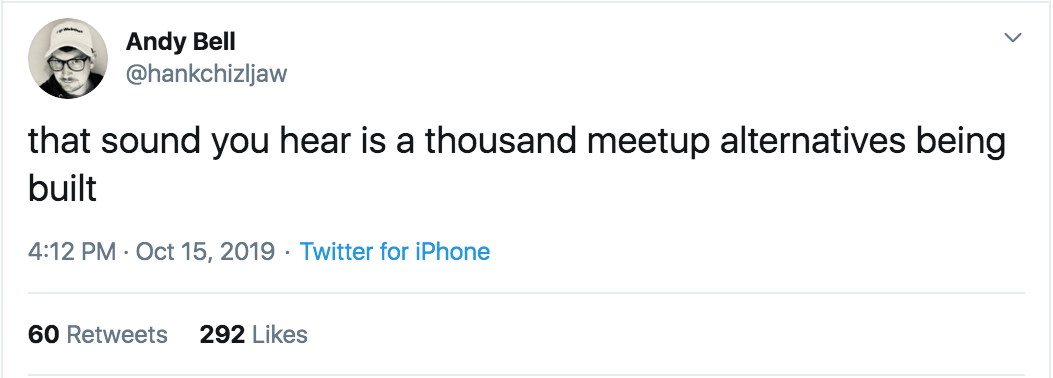 Andy Bell
@hankchizljaw
that sound you hear is a thousand meetup alternatives being
built
4:12 PM · Oct 15, 2019 · Twitter for iPhone
60 Retweets 292 Likes